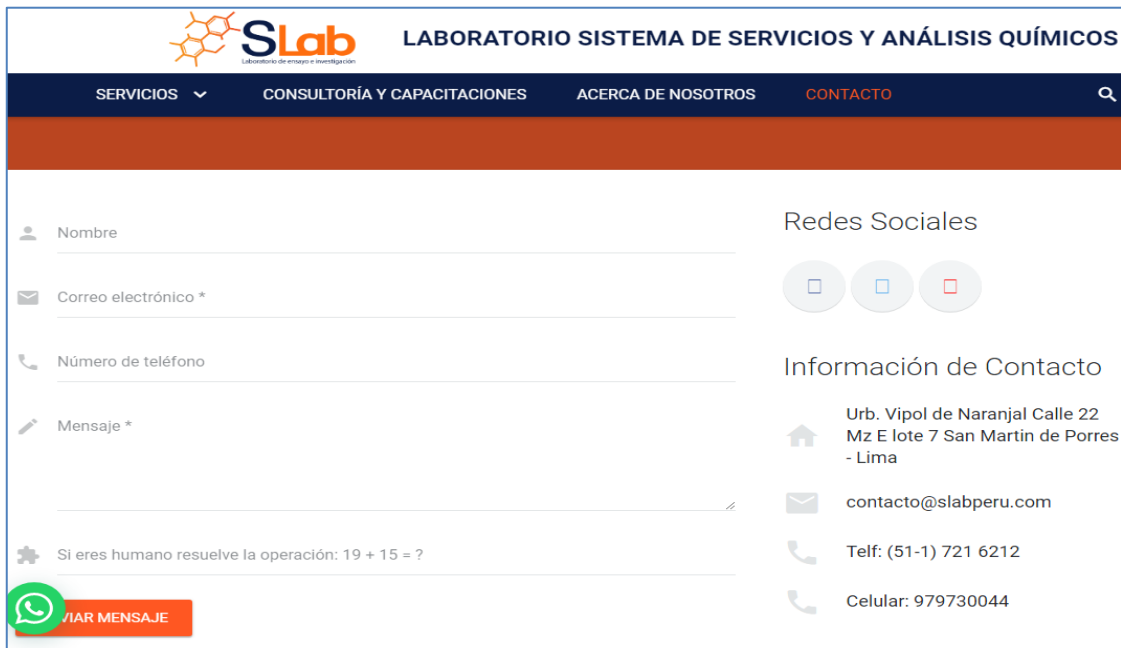 SLab
Laboratorio de ensayo e investigación
LABORATORIO SISTEMA DE SERVICIOS Y ANÁLISIS QUÍMICOS
SERVICIOS CONSULTORÍA Y CAPACITACIONES ACERCA DE NOSOTROS CONTACTO
Nombre
Correo electrónico *
Número de teléfono
Mensaje *
Si eres humano resuelve la operación: 19 + 15 = ?
VIAR MENSAJE
Redes Sociales
Información de Contacto
Urb. Vipol de Naranjal Calle 22
Mz E lote 7 San Martin de Porres
- Lima
contacto@slabperu.com
Telf: (51-1) 721 6212
Celular: 979730044